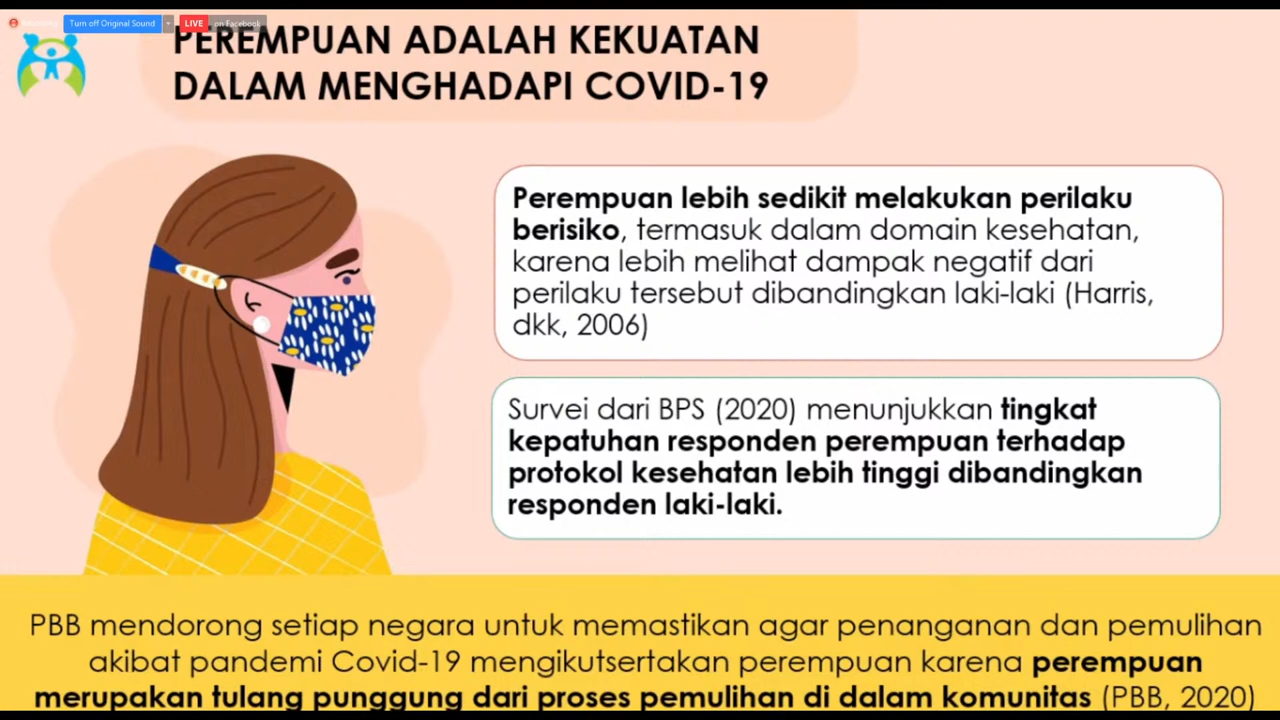 Recording
Turn off Original Sound
LIVE
on Facebook
PEREMPUAN ADALAH KEKUATAN
DALAM MENGHADAPI COVID-19
Perempuan lebih sedikit melakukan perilaku
berisiko, termasuk dalam domain kesehatan,
karena lebih melihat dampak negatif dari
perilaku tersebut dibandingkan laki-laki (Harris,
dkk, 2006)
Survei dari BPS (2020) menunjukkan tingkat
kepatuhan responden perempuan terhadap
protokol kesehatan lebih tinggi dibandingkan
responden laki-laki.
PBB mendorong setiap negara untuk memastikan agar penanganan dan pemulihan
akibat pandemi Covid-19 mengikutsertakan perempuan karena perempuan
merupakan tulang punggung dari proses pemulihan di dalam komunitas (PBB, 2020)